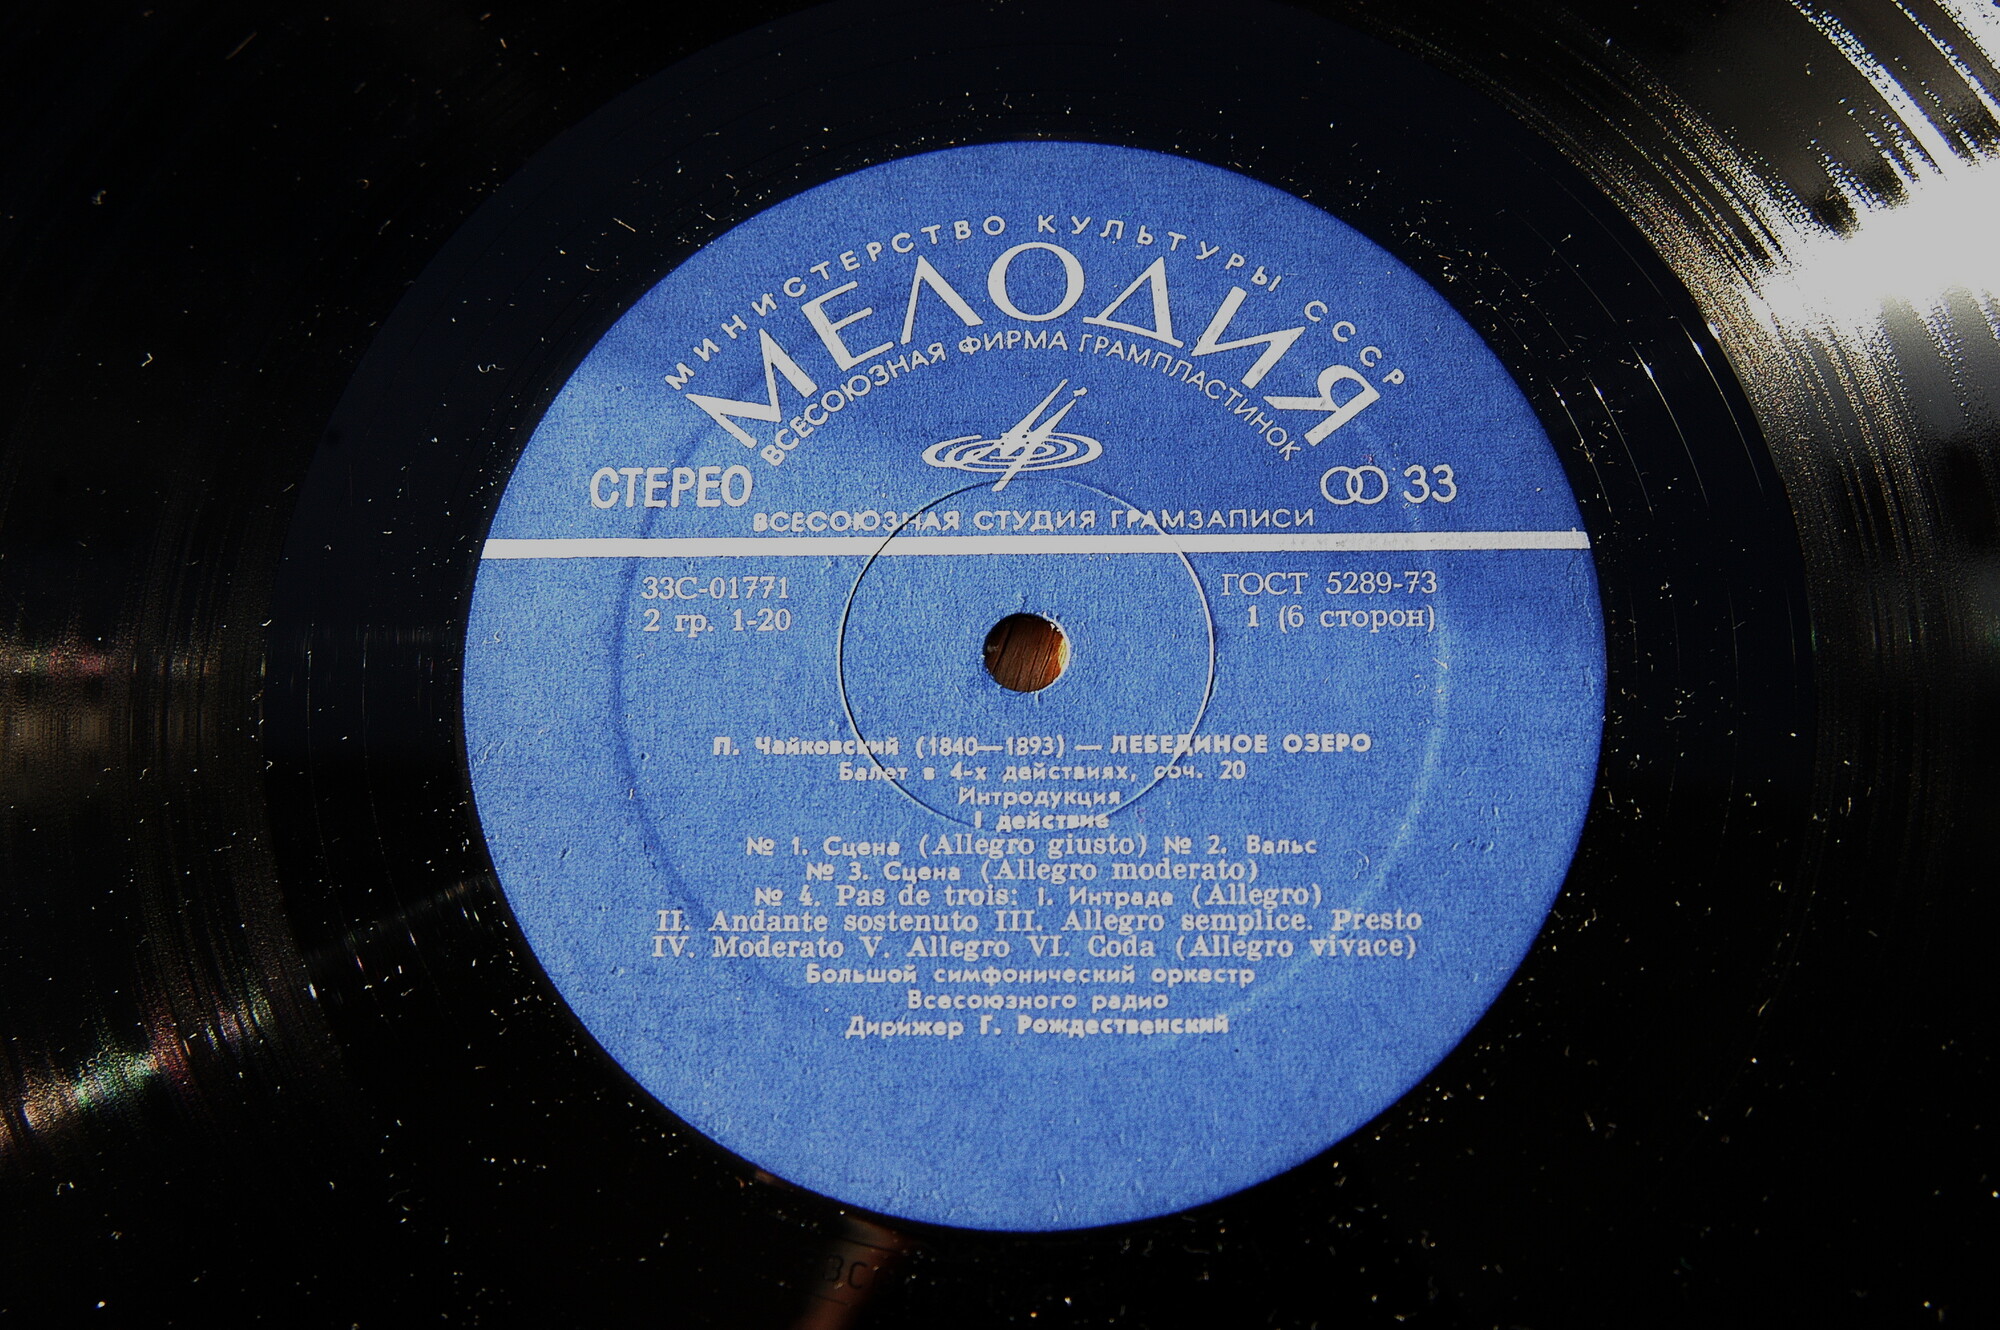 МИНИСТЕРСТВО КУЛЬТУРЫ СССР
МЕЛОДИЯ
ВСЕСОЮЗНАЯ ФИРМА ГРАМПЛАСТИНОК
СТЕРЕО
33
ВСЕСОЮЗНАЯ СТУДИЯ ГРАМЗАПИСИ
33С-01771
ГОСТ 5289-73
2 гр. 1-20
1 (6 сторон)
П. Чайковский (1840—1893) — ЛЕБЕДИНОЕ ОЗЕРО
Балет в 4-х действиях, соч. 20
Интродукция
I действие
№ 1. Сцена (Allegro giusto) № 2. Вальс
№ 3. Сцена (Allegro moderato)
№ 4. Pas de trois: I. Интрада (Allegro)
II. Andante sostenuto III. Allegro semplice. Presto
IV. Moderato V. Allegro VI. Coda (Allegro vivace)
Большой симфонический оркестр
Всесоюзного радио
Дирижер Г. Рождественский